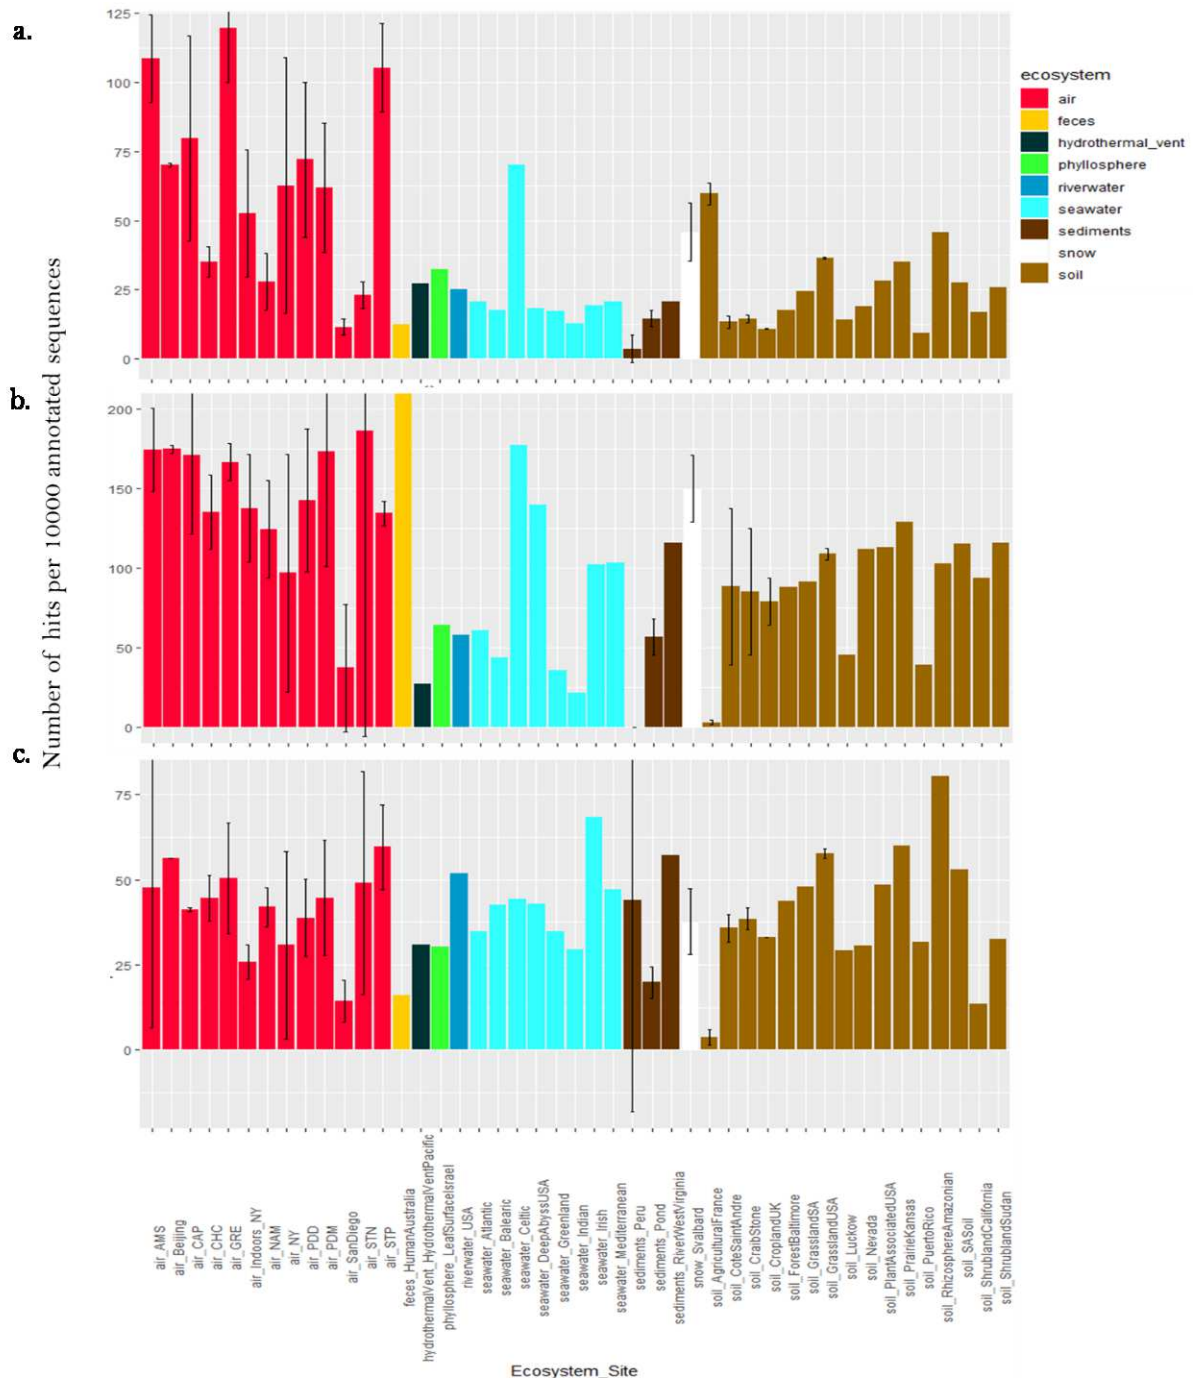 a.
125
100
75
50
25
0
ecosystem
air
feces
hydrothermal_vent
phyllosphere
riverwater
seawater
sediments
snow
soil
Number of hits per 10000 annotated sequences
b.
200
150
100
50
0
c.
75
50
25
0
air_AMS
air_Beijing
air_CAP
air_CHC
air_GRE
air_Indoors_NY
air_NAM
air_NY
air_PDD
air_PDM
air_SanDiego
air_STN
air_STP
feces_HumanAustralia
hydrothermalVent_HydrothermalVentPacific
phyllosphere_LeafSurfaceIsrael
riverwater_USA
seawater_Atlantic
seawater_Balearic
seawater_Celtic
seawater_DeepAbyssUSA
seawater_Greenland
seawater_Indian
seawater_Irish
seawater_Mediterranean
sediments_Peru
sediments_Pond
sediments_RiverWestVirginia
snow_Svalbard
soil_AgriculturalFrance
soil_CoteSaintAndre
soil_CraibStone
soil_CroplandUK
soil_ForestBaltimore
soil_GrasslandSA
soil_GrasslandUSA
soil_Luckow
soil_Nevada
soil_PlantAssociatedUSA
soil_PrairieKansas
soil_PuertoRico
soil_RhizosphereAmazonian
soil_SASoil
soil_ShrublandCalifornia
soil_ShrublandSudan
Ecosystem_Site